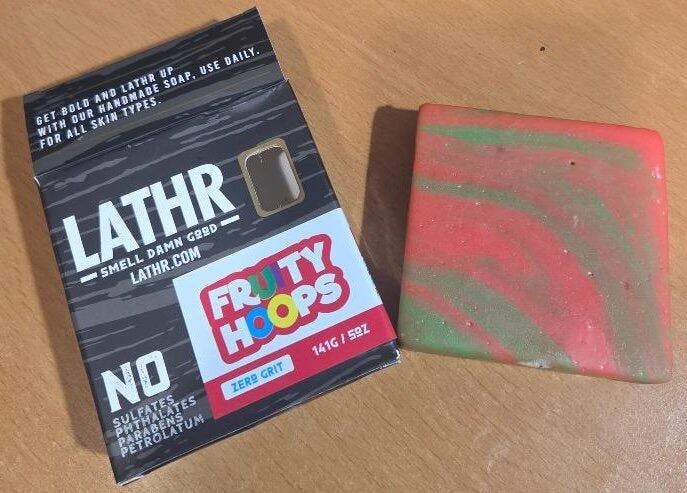 GET BOLD AND LATHR UP
WITH OUR HANDMADE SOAP, USE DAILY.
FOR ALL SKIN TYPES.
LATHR
SMELL DAMN GOOD
LATHR.COM
FRUITY
HOOPS
ZERO GRIT
141G / 5OZ
NO
SULFATES
PHTHALATES
PARABENS
PETROLATUM